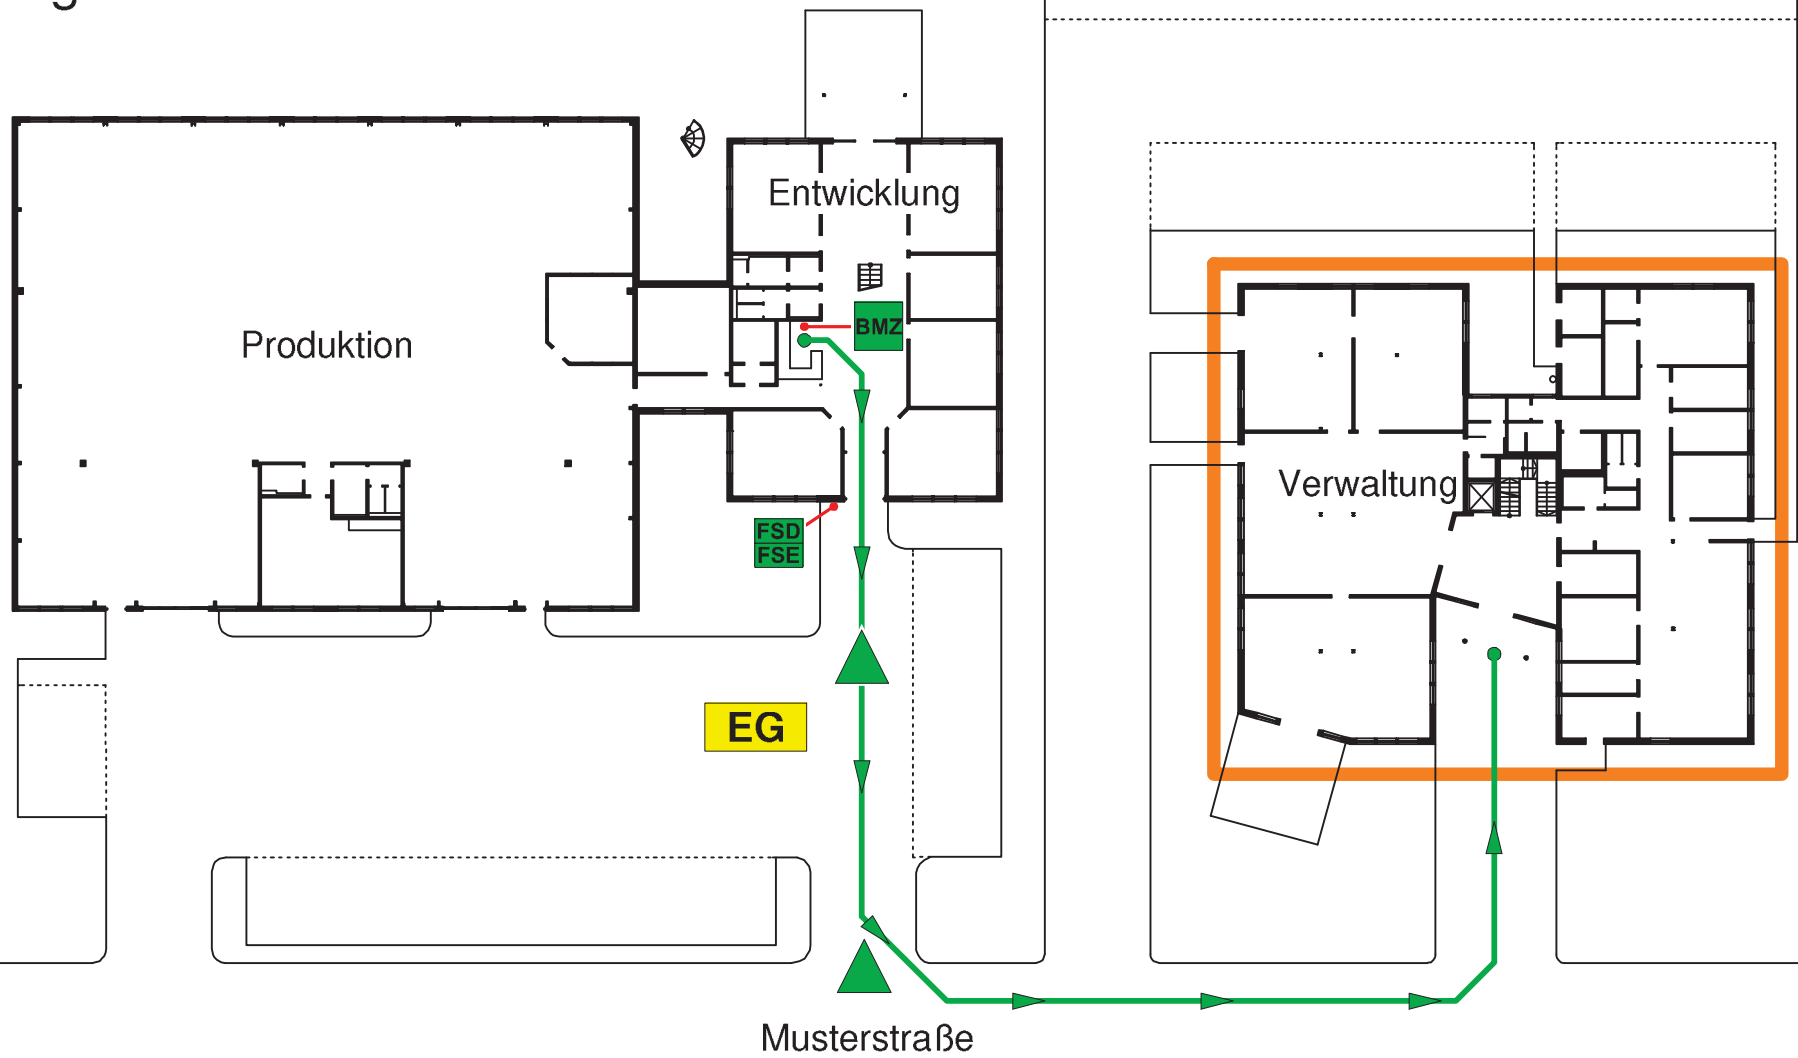 Entwicklung
BMZ
Produktion
Verwaltung
FSD
FSE
EG
Musterstraße